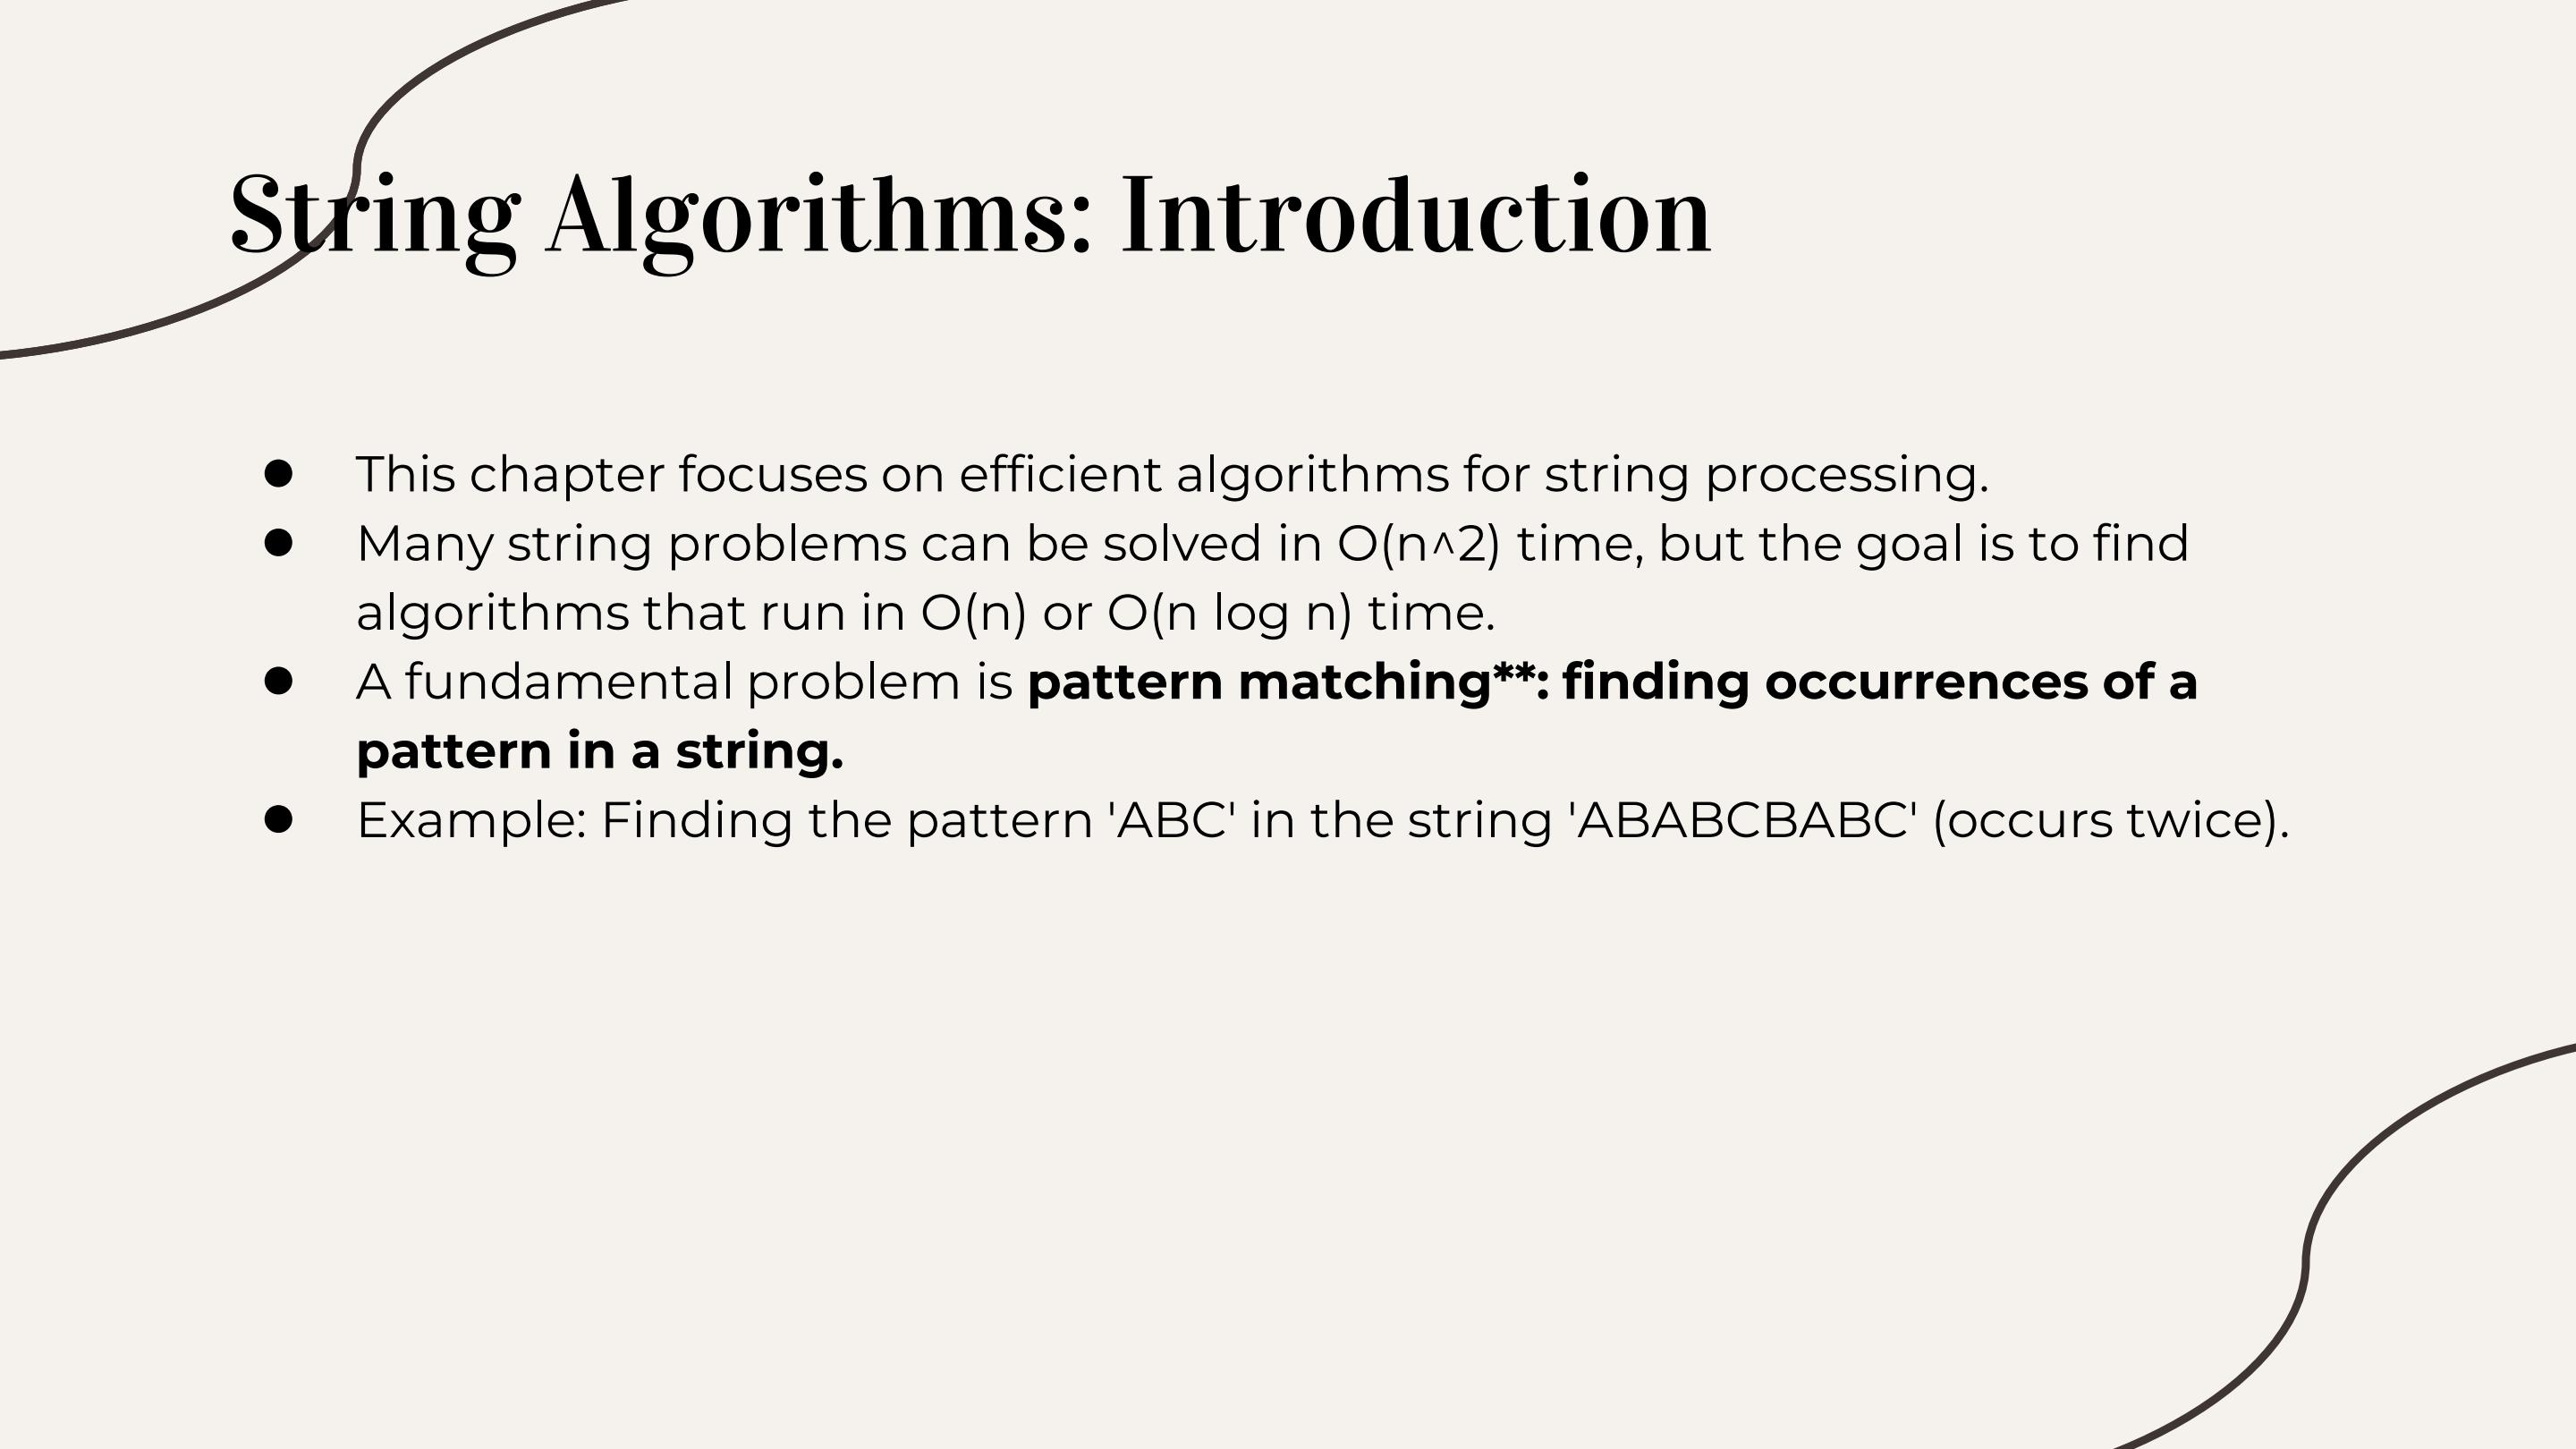 String Algorithms: Introduction
● This chapter focuses on efficient algorithms for string processing.
● Many string problems can be solved in O(n^2) time, but the goal is to find
algorithms that run in O(n) or O(n log n) time.
● A fundamental problem is pattern matching**: finding occurrences of a
pattern in a string.
● Example: Finding the pattern 'ABC' in the string 'ABABCBABC' (occurs twice).